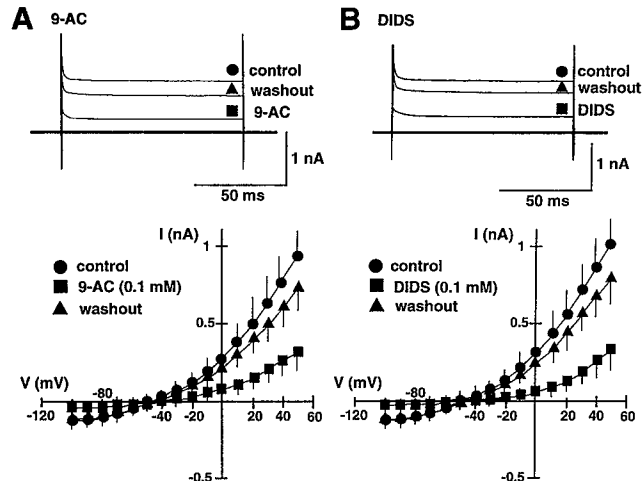 A 9-AC
control
washout
9-AC
1 nA
50 ms
I (nA)
1
control
9-AC (0.1 mM)
washout
0.5
V (mV)
-80
-120
-40
0
20
40
60
-0.5
B DIDS
control
washout
DIDS
1 nA
50 ms
I (nA)
1
control
DIDS (0.1 mM)
washout
0.5
V (mV)
-80
-120
-40
0
20
40
60
-0.5